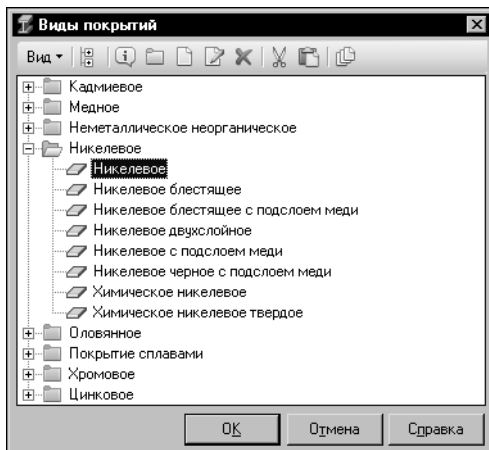 Виды покрытий
Вид
Кадмиевое
Медное
Неметаллическое неорганическое
Никелевое
Никелевое
Никелевое блестящее
Никелевое блестящее с подслоем меди
Никелевое двухслойное
Никелевое с подслоем меди
Никелевое черное с подслоем меди
Химическое никелевое
Химическое никелевое твердое
Оловянное
Покрытие сплавами
Хромовое
Цинковое
OK Отмена Справка